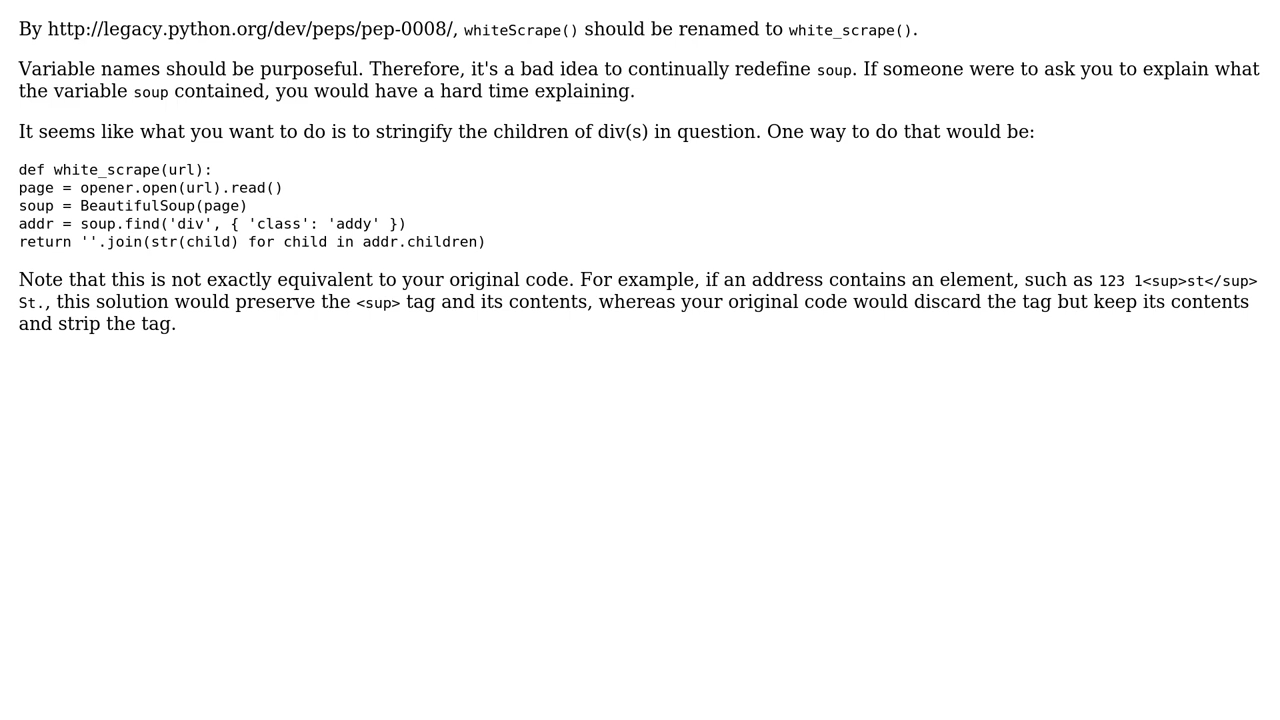 By http://legacy.python.org/dev/peps/pep-0008/, whiteScrape() should be renamed to white_scrape().
Variable names should be purposeful. Therefore, it's a bad idea to continually redefine soup. If someone were to ask you to explain what
the variable soup contained, you would have a hard time explaining.
It seems like what you want to do is to stringify the children of div(s) in question. One way to do that would be:
def white_scrape(url):
page = opener.open(url).read()
soup = BeautifulSoup(page)
addr = soup.find('div', { 'class': 'addy' })
return ''.join(str(child) for child in addr.children)
Note that this is not exactly equivalent to your original code. For example, if an address contains an element, such as 123 1<sup>st</sup>
St., this solution would preserve the <sup> tag and its contents, whereas your original code would discard the tag but keep its contents
and strip the tag.